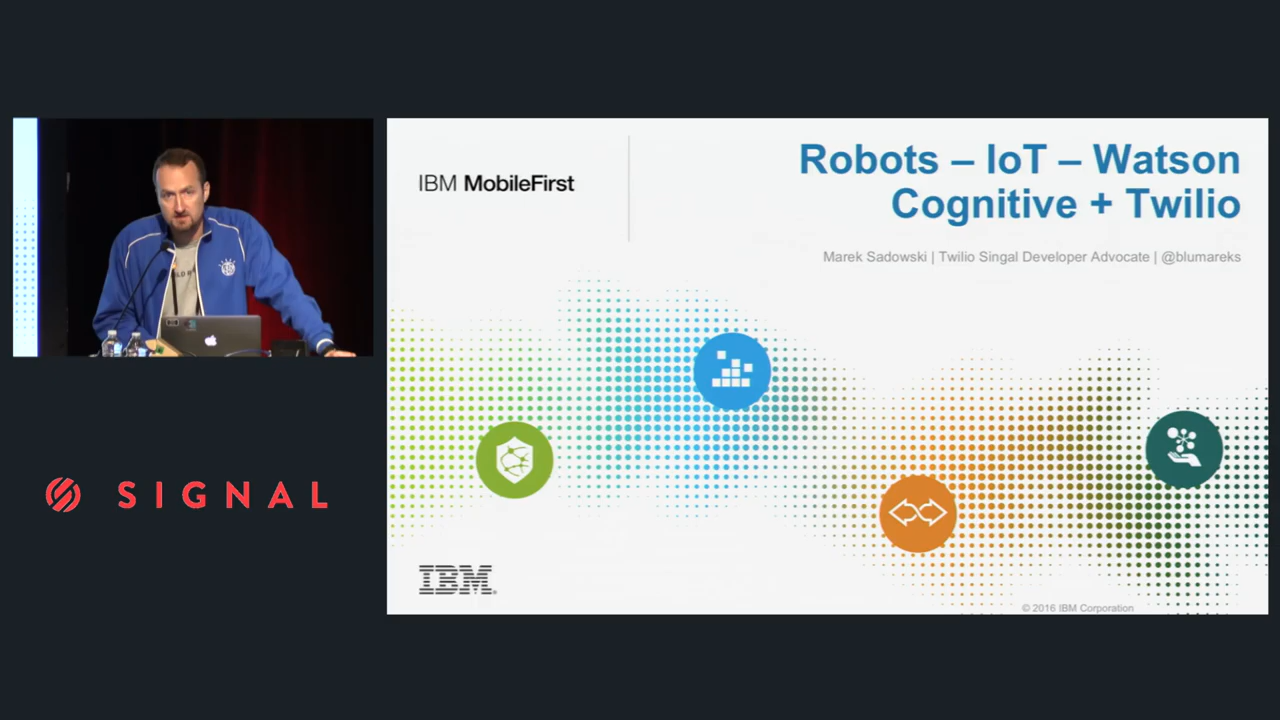 IBM MobileFirst
Robots – IoT – Watson
Cognitive + Twilio
Marek Sadowski | Twilio Singal Developer Advocate | @blumareks
SIGNAL
IBM
© 2016 IBM Corporation